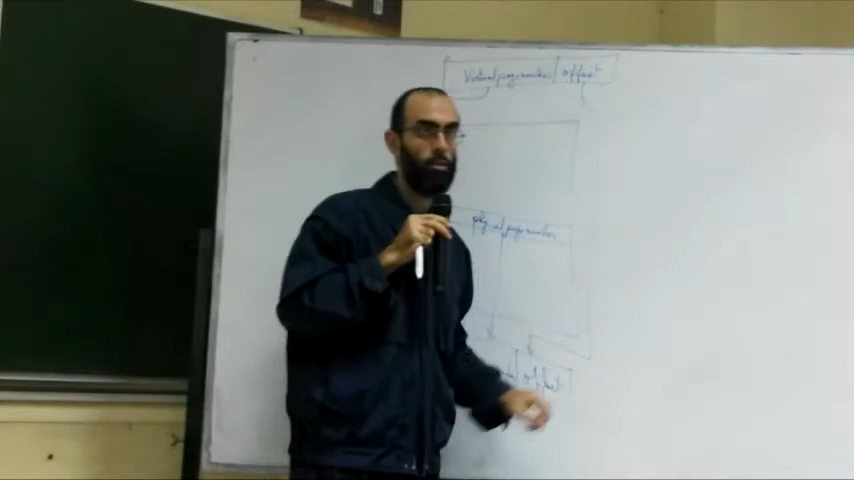 Virtual page number offset
physical page number
offset